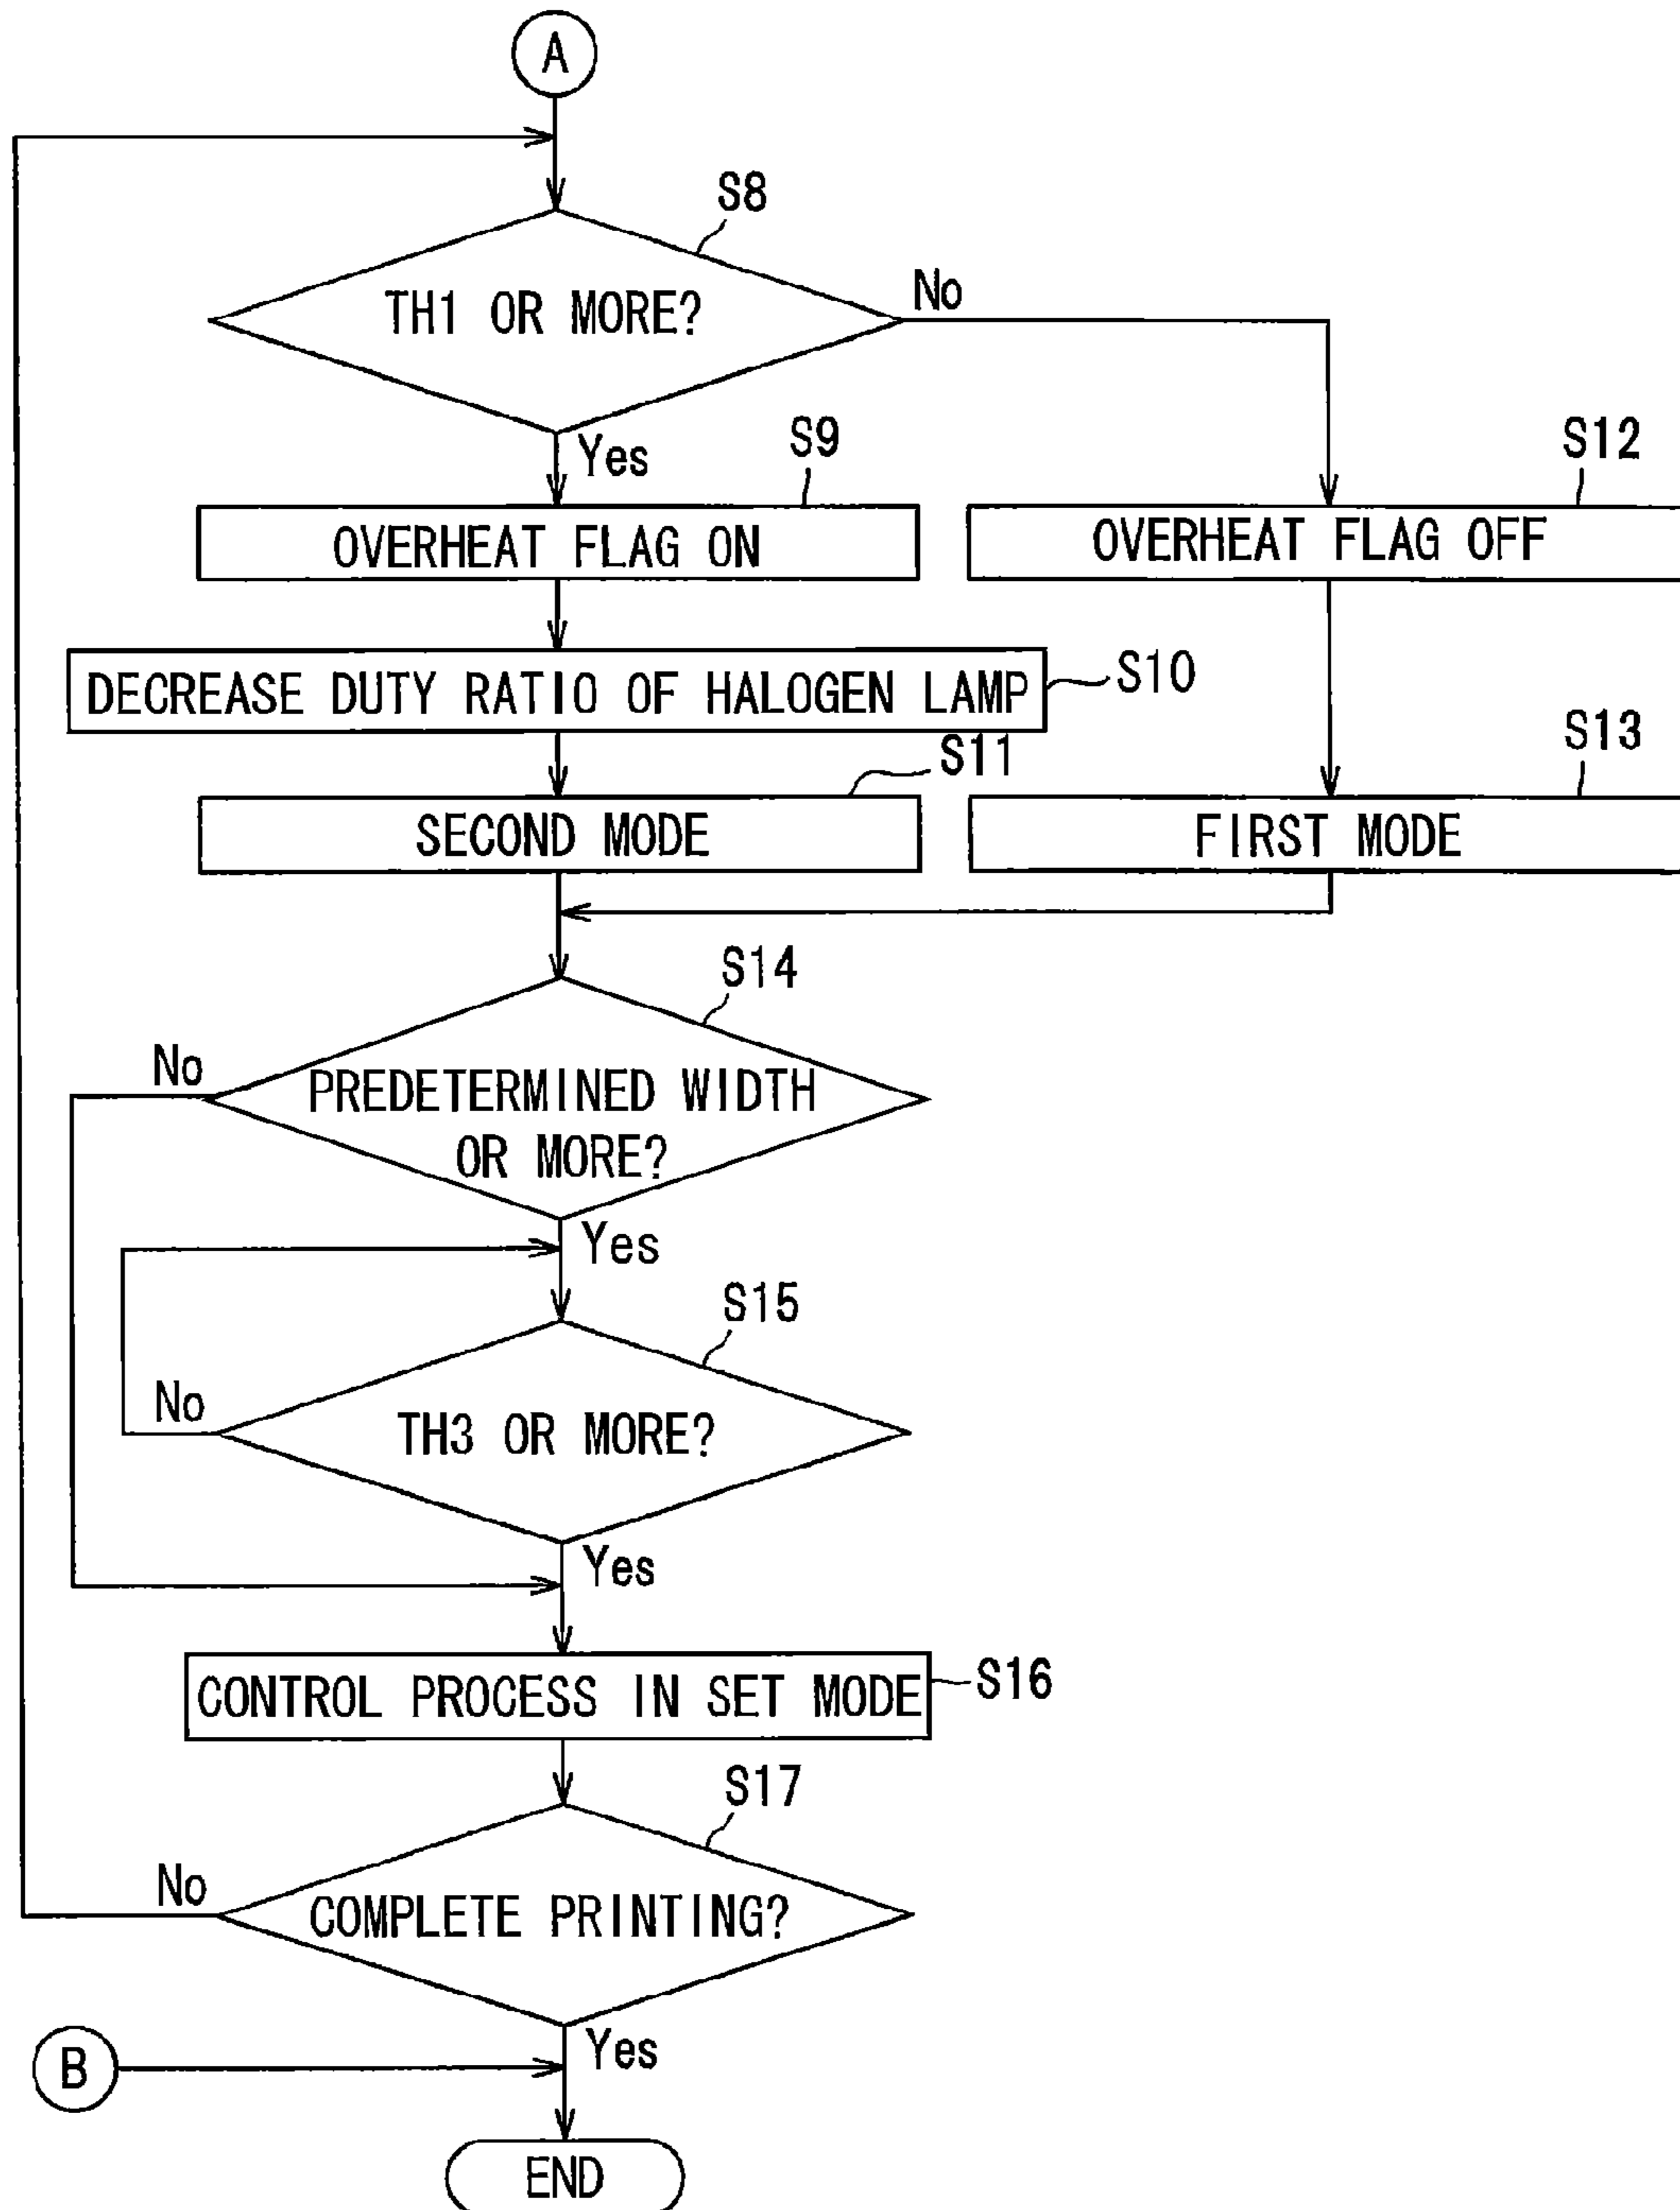 A
S8
TH1 OR MORE?
No
Yes
S9
S12
OVERHEAT FLAG ON
OVERHEAT FLAG OFF
DECREASE DUTY RATIO OF HALOGEN LAMP
S10
S11
S13
SECOND MODE
FIRST MODE
S14
No
PREDETERMINED WIDTH
OR MORE?
Yes
S15
No
TH3 OR MORE?
Yes
CONTROL PROCESS IN SET MODE
S16
S17
No
COMPLETE PRINTING?
Yes
B
END